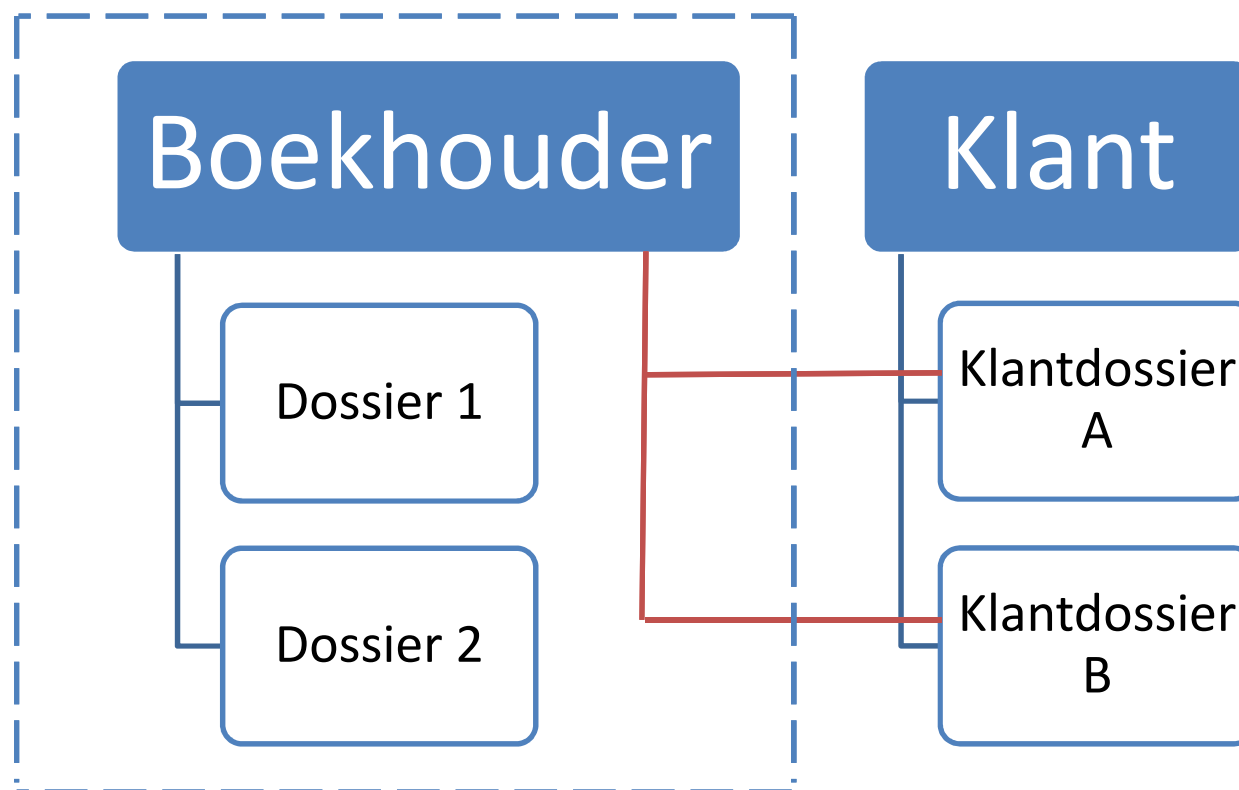 Boekhouder
Klant
Dossier 1
Klantdossier
A
Dossier 2
Klantdossier
B